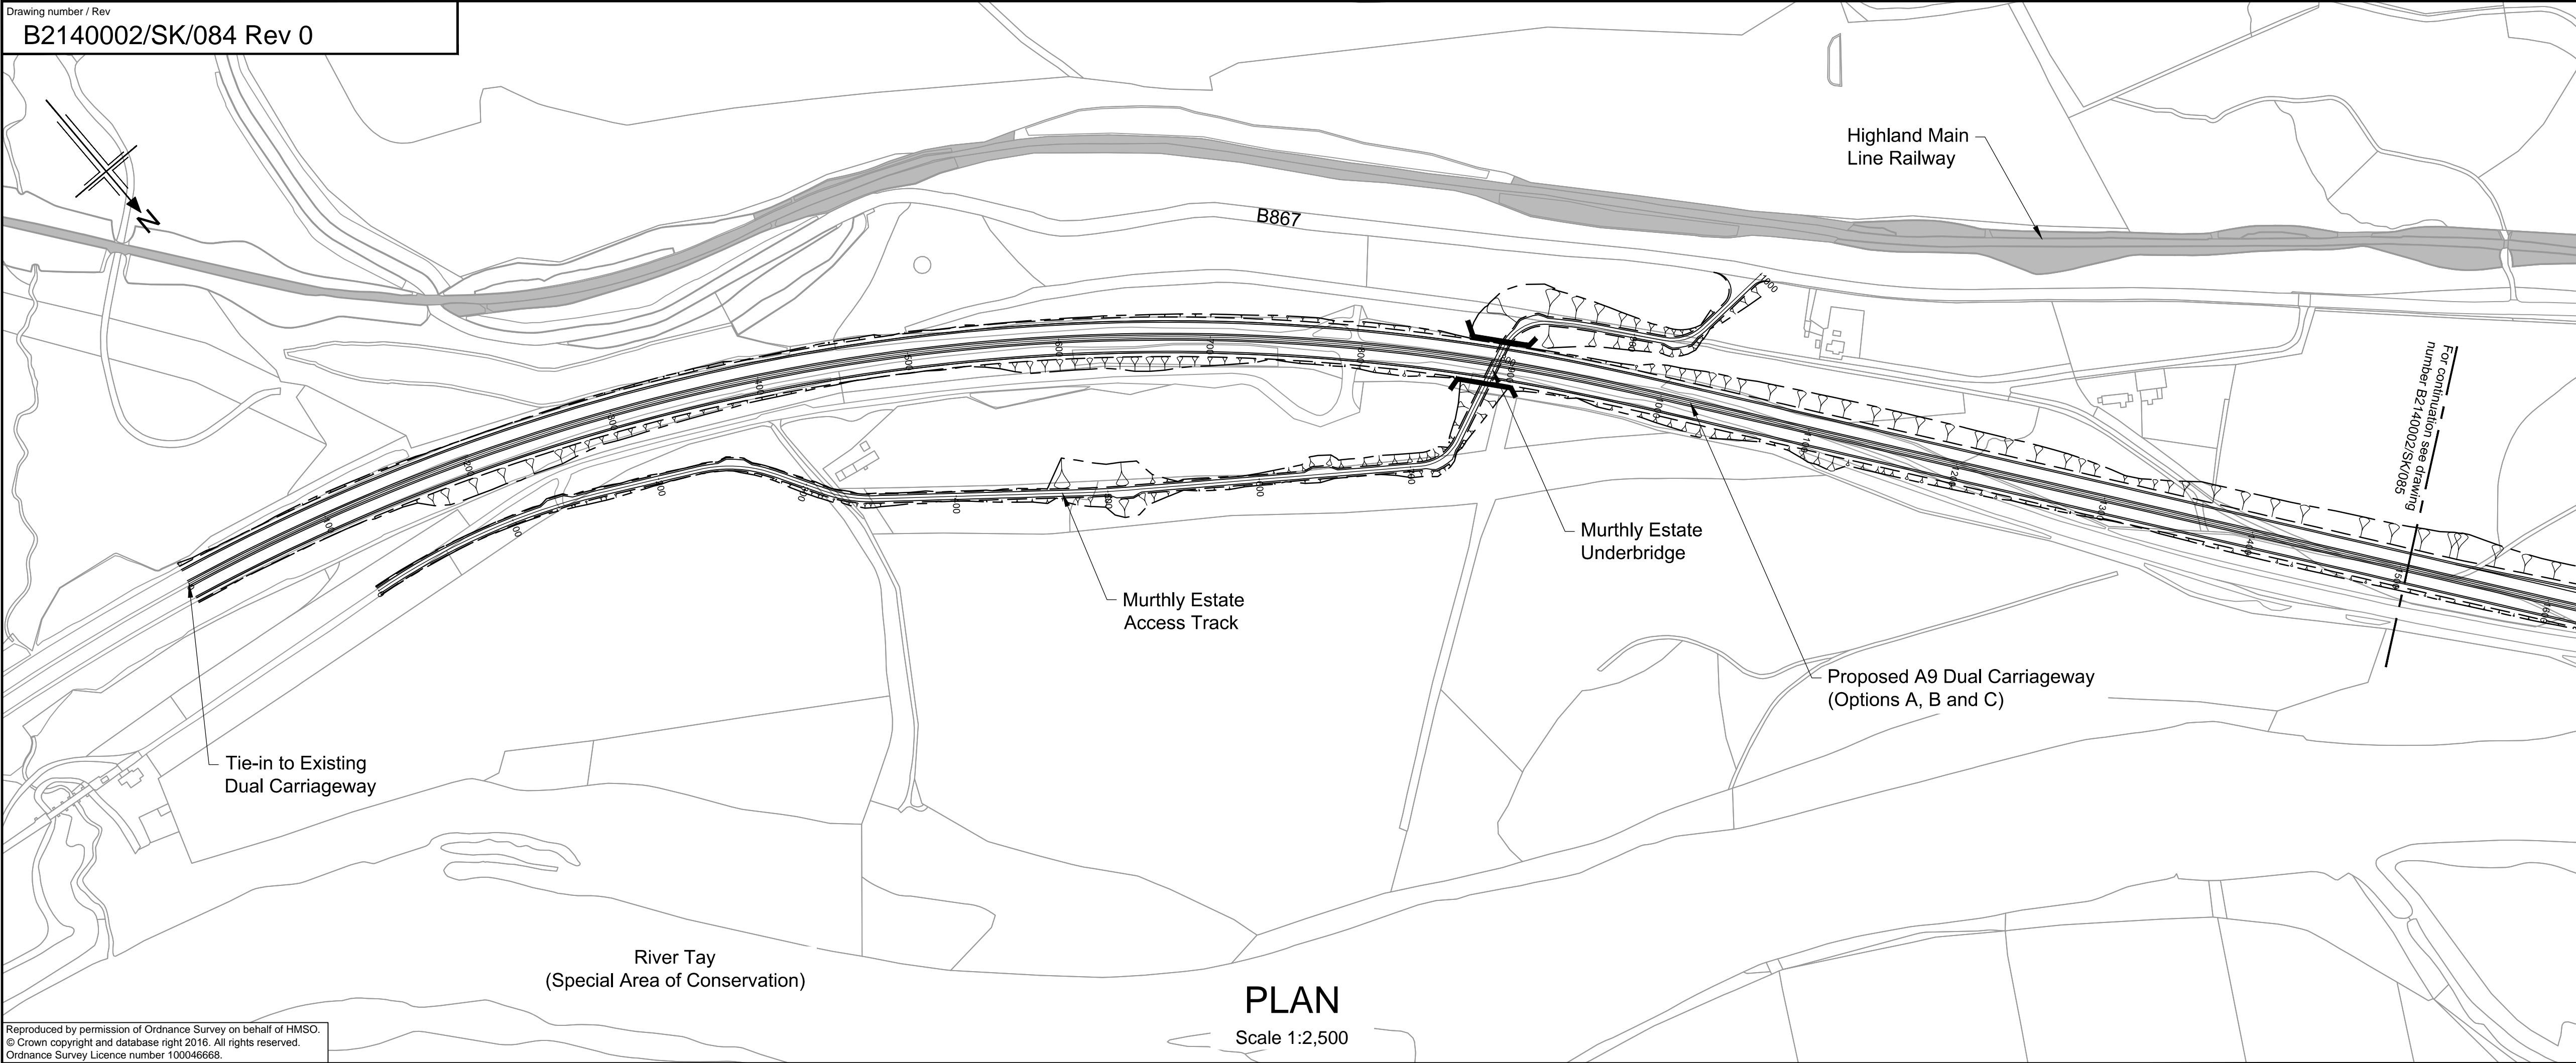 Drawing number / Rev
B2140002/SK/084 Rev 0
N
Highland Main
Line Railway
B867
For continuation see drawing
number B2140002/SK/085
Murthly Estate
Underbridge
Murthly Estate
Access Track
Proposed A9 Dual Carriageway
(Options A, B and C)
Tie-in to Existing
Dual Carriageway
River Tay
(Special Area of Conservation)
PLAN
Scale 1:2,500
Reproduced by permission of Ordnance Survey on behalf of HMSO.
© Crown copyright and database right 2016. All rights reserved.
Ordnance Survey Licence number 100046668.